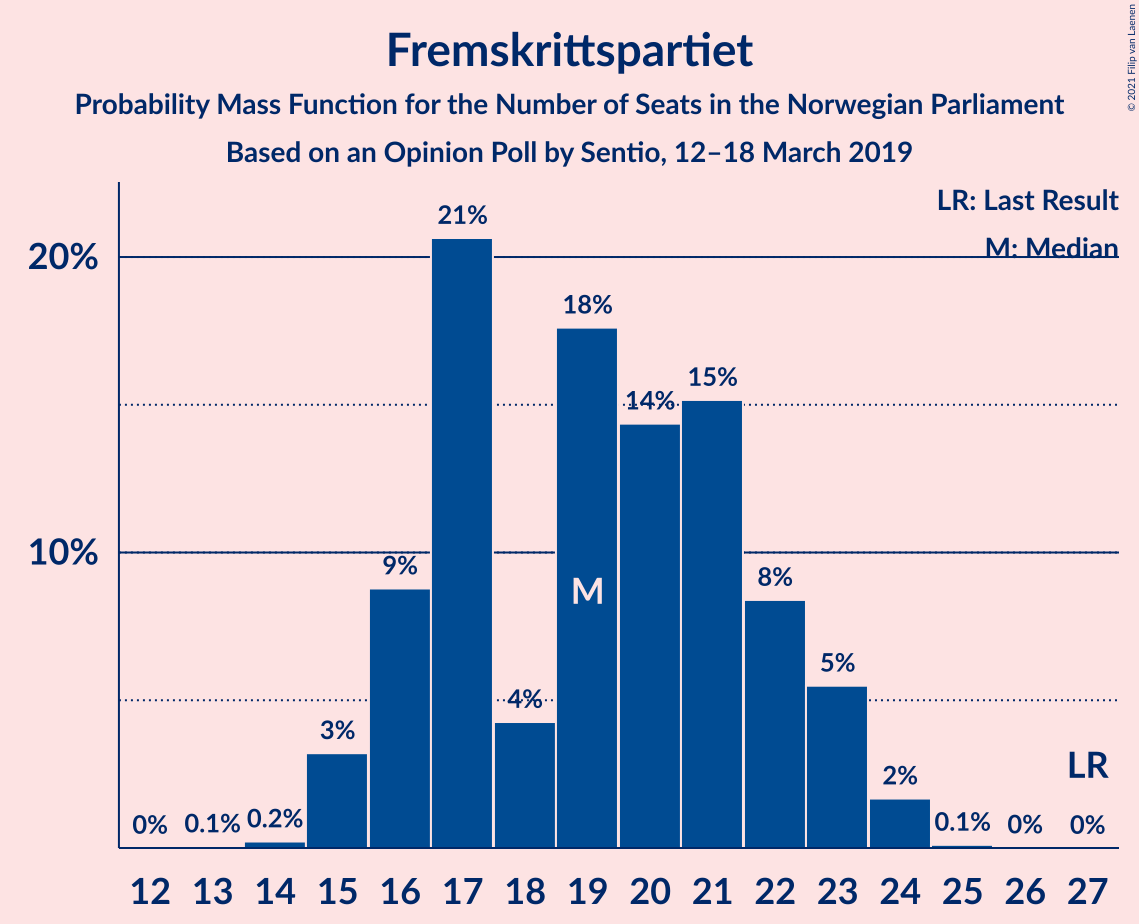 Fremskrittspartiet
Probability Mass Function for the Number of Seats in the Norwegian Parliament
Based on an Opinion Poll by Sentio, 12–18 March 2019
© 2021 Filip van Laenen
LR: Last Result
M: Median
20%
10%
0% 0.1% 0.2% 3% 9% 21% 4% 18% 14% 15% 8% 5% 2% 0.1% 0% 0%
M
LR
12 13 14 15 16 17 18 19 20 21 22 23 24 25 26 27